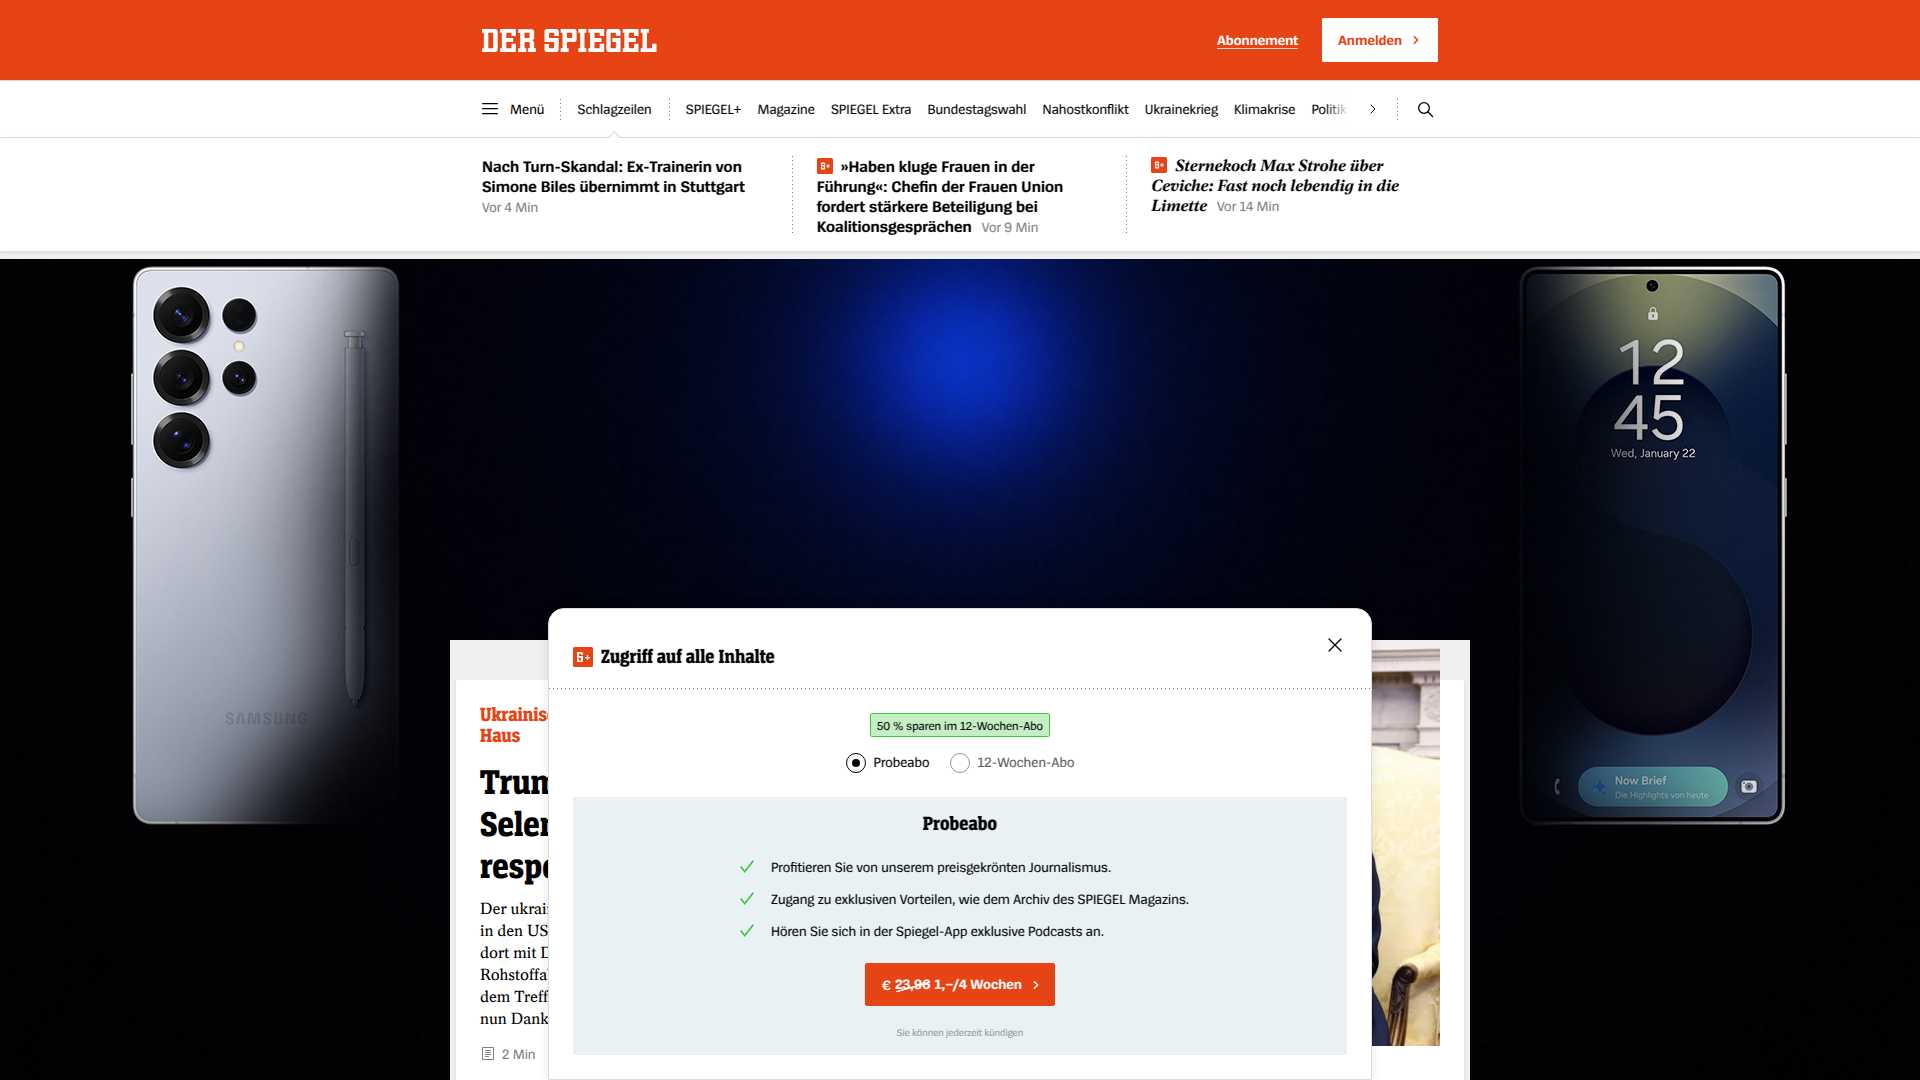 DER SPIEGEL
Abonnement
Anmelden
Menü
Schlagzeilen
SPIEGEL+
Magazine
SPIEGEL Extra
Bundestagswahl
Nahostkonflikt
Ukrainekrieg
Klimakrise
Politik
Nach Turn-Skandal: Ex-Trainerin von
Simone Biles übernimmt in Stuttgart
Vor 4 Min
S+ »Haben kluge Frauen in der
Führung«: Chefin der Frauen Union
fordert stärkere Beteiligung bei
Koalitionsgesprächen Vor 9 Min
S+ Sternekoch Max Strohe über
Ceviche: Fast noch lebendig in die
Limette Vor 14 Min
SAMSUNG
12
45
Wed, January 22
Now Brief
Die Highlights von heute
S+ Zugriff auf alle Inhalte
50 % sparen im 12-Wochen-Abo
Probeabo
12-Wochen-Abo
Probeabo
Profitieren Sie von unserem preisgekrönten Journalismus.
Zugang zu exklusiven Vorteilen, wie dem Archiv des SPIEGEL Magazins.
Hören Sie sich in der Spiegel-App exklusive Podcasts an.
€ 23,96 1,–/4 Wochen
Sie können jederzeit kündigen
Ukrainis
Haus
Trum
Selen
respe
Der ukrai
in den US
dort mit D
Rohstoffa
dem Treff
nun Dank
2 Min